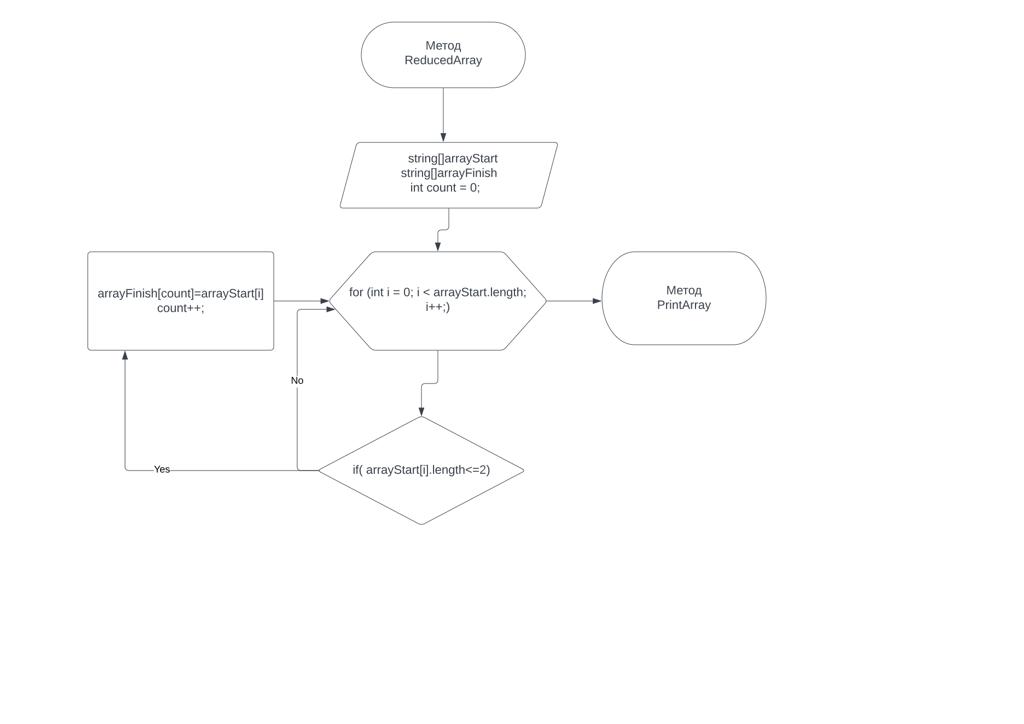 Метод
ReducedArray
string[]arrayStart
string[]arrayFinish
int count = 0;
arrayFinish[count]=arrayStart[i]
count++;
for (int i = 0; i < arrayStart.length;
i++;)
Метод
PrintArray
No
Yes
if( arrayStart[i].length<=2)